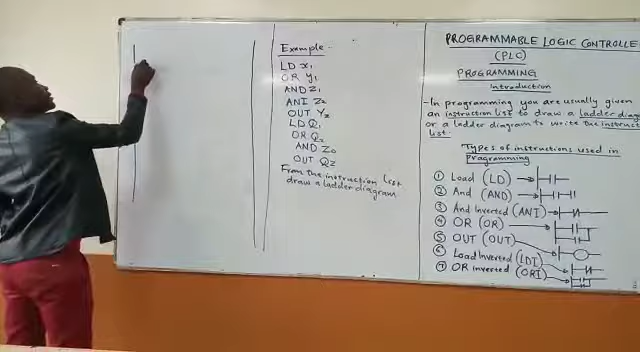 Example -
LD X1
OR Y1
AND Z1
ANI Z2
OUT Y2
LD Q1
OR Q2
AND Z0
OUT Q2
From the instruction list
draw a ladder diagram
PROGRAMMABLE LOGIC CONTROLLE
(PLC)
PROGRAMMING
Introduction
- In programming you are usually given
an instruction list to draw a ladder diag
or a ladder diagram to write the instruct
list.
Types of instructions used in
programming
① Load (LD)
② And (AND)
③ And Inverted (ANI)
④ OR (OR)
⑤ OUT (OUT)
⑥ Load Inverted (LDI)
⑦ OR inverted (ORI)